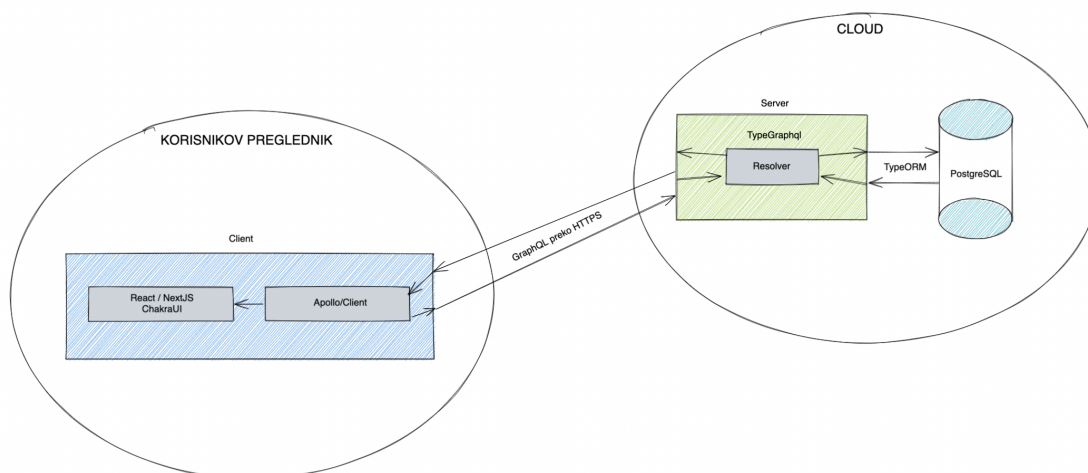 CLOUD
Server
TypeGraphql
Resolver
TypeORM
PostgreSQL
KORISNIKOV PREGLEDNIK
GraphQL preko HTTPS
Client
React / NextJS
ChakraUI
Apollo/Client